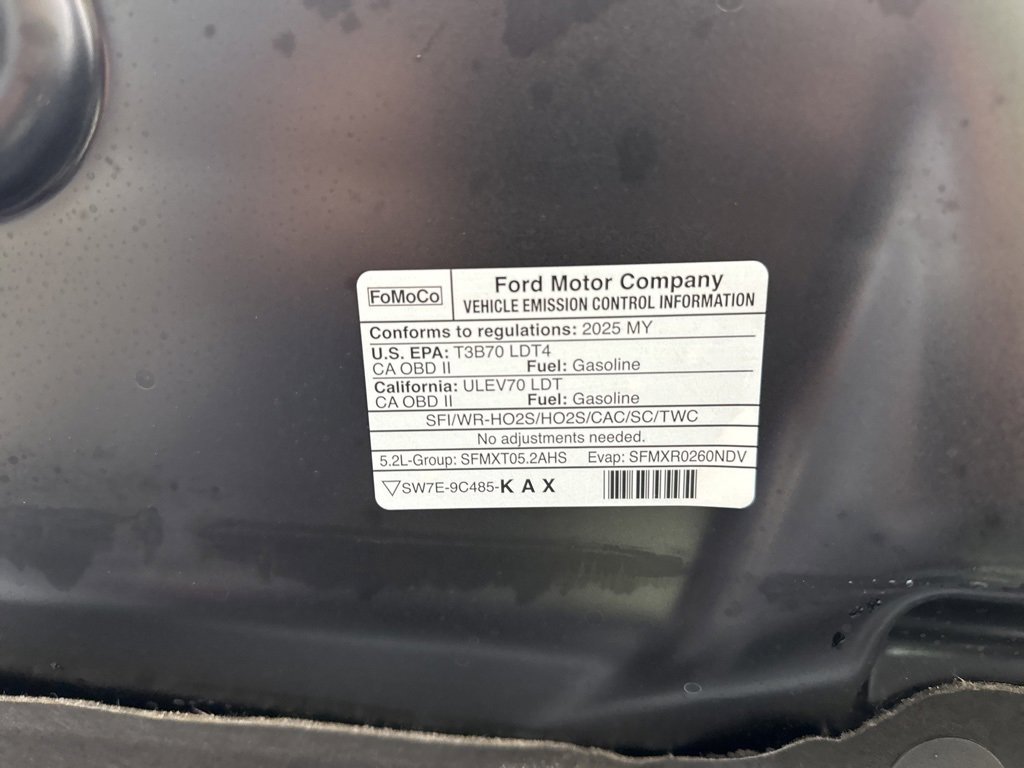 FoMoCo
Ford Motor Company
VEHICLE EMISSION CONTROL INFORMATION
Conforms to regulations: 2025 MY
U.S. EPA: T3B70 LDT4
CA OBD II Fuel: Gasoline
California: ULEV70 LDT
CA OBD II Fuel: Gasoline
SFI/WR-HO2S/HO2S/CAC/SC/TWC
No adjustments needed.
5.2L-Group: SFMXT05.2AHS Evap: SFMXR0260NDV
SW7E-9C485-K A X